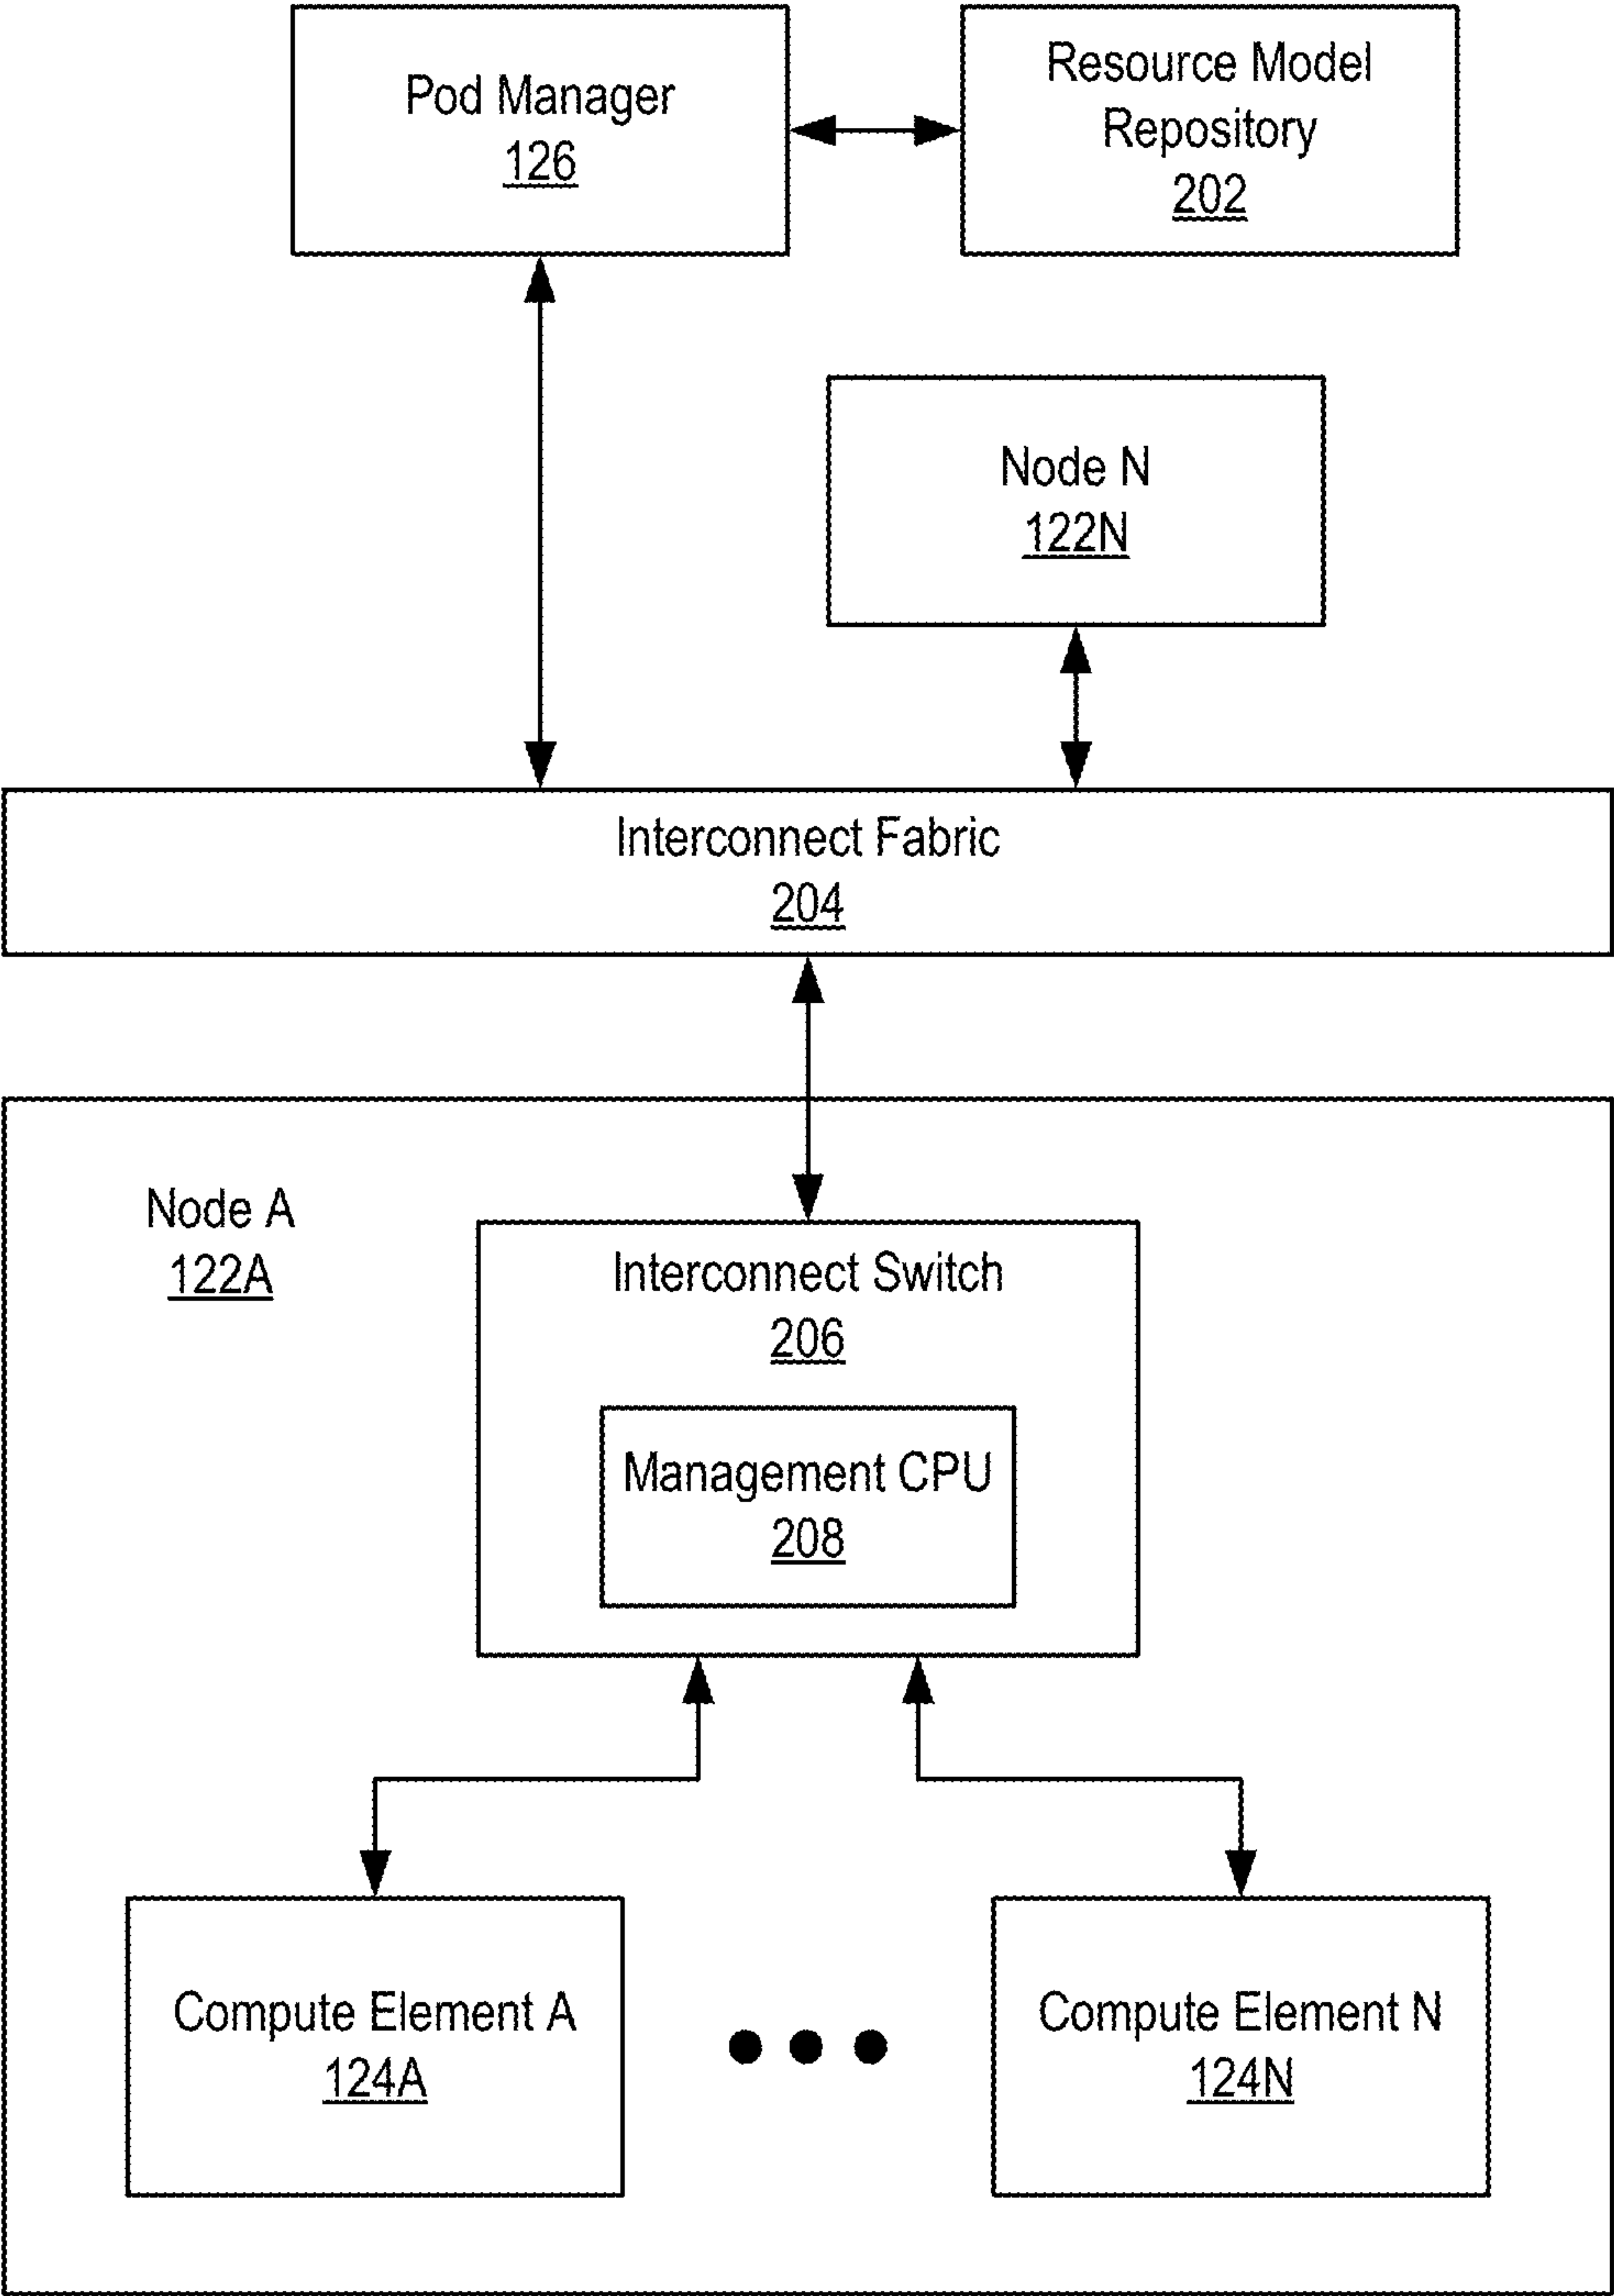 Pod Manager
126
Resource Model
Repository
202
Node N
122N
Interconnect Fabric
204
Node A
122A
Interconnect Switch
206
Management CPU
208
Compute Element A
124A
Compute Element N
124N